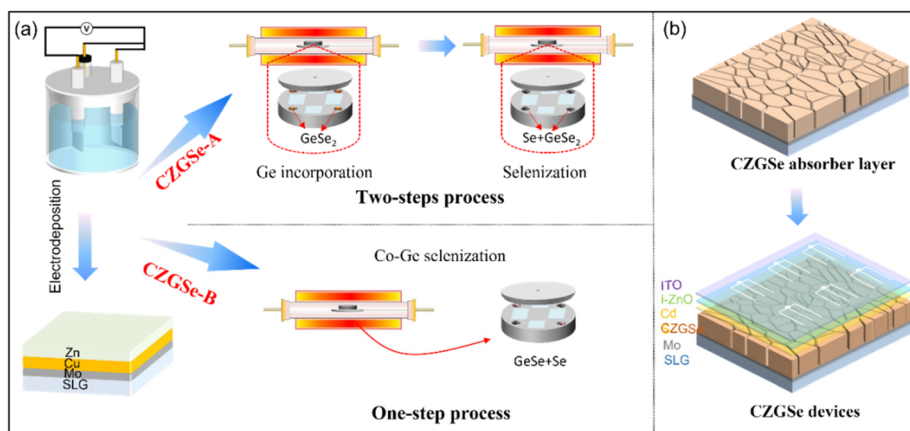 (a)
V
CZGSe-A
GeSe2
Ge incorporation
Se+GeSe2
Selenization
Two-steps process
Electrodeposition
CZGSe-B
Co-Ge selenization
GeSe+Se
One-step process
Zn
Cu
Mo
SLG
(b)
CZGSe absorber layer
ITO
i-ZnO
Cd
CZGS
Mo
SLG
CZGSe devices